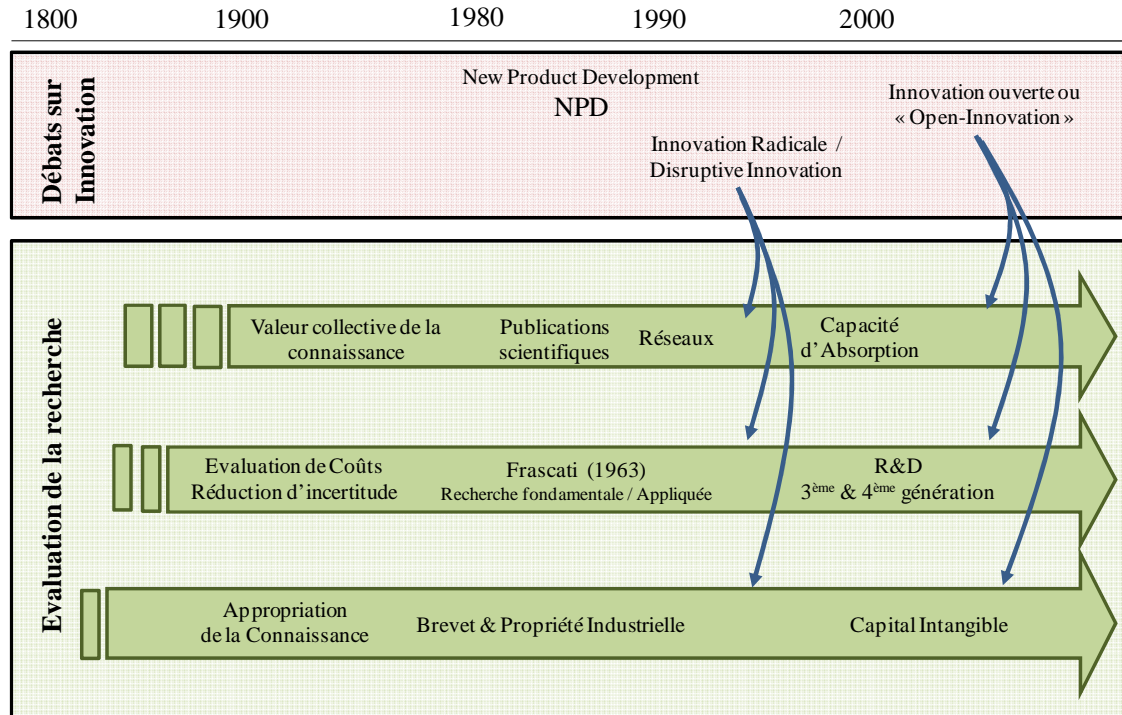 1800 1900 1980 1990 2000
Débats sur
Innovation
New Product Development
NPD
Innovation Radicale /
Disruptive Innovation
Innovation ouverte ou
« Open-Innovation »
Evaluation de la recherche
Valeur collective de la
connaissance
Publications
scientifiques
Réseaux
Capacité
d’Absorption
Evaluation de Coûts
Réduction d’incertitude
Frascati (1963)
Recherche fondamentale / Appliquée
R&D
3ème & 4ème génération
Appropriation
de la Connaissance
Brevet & Propriété Industrielle
Capital Intangible